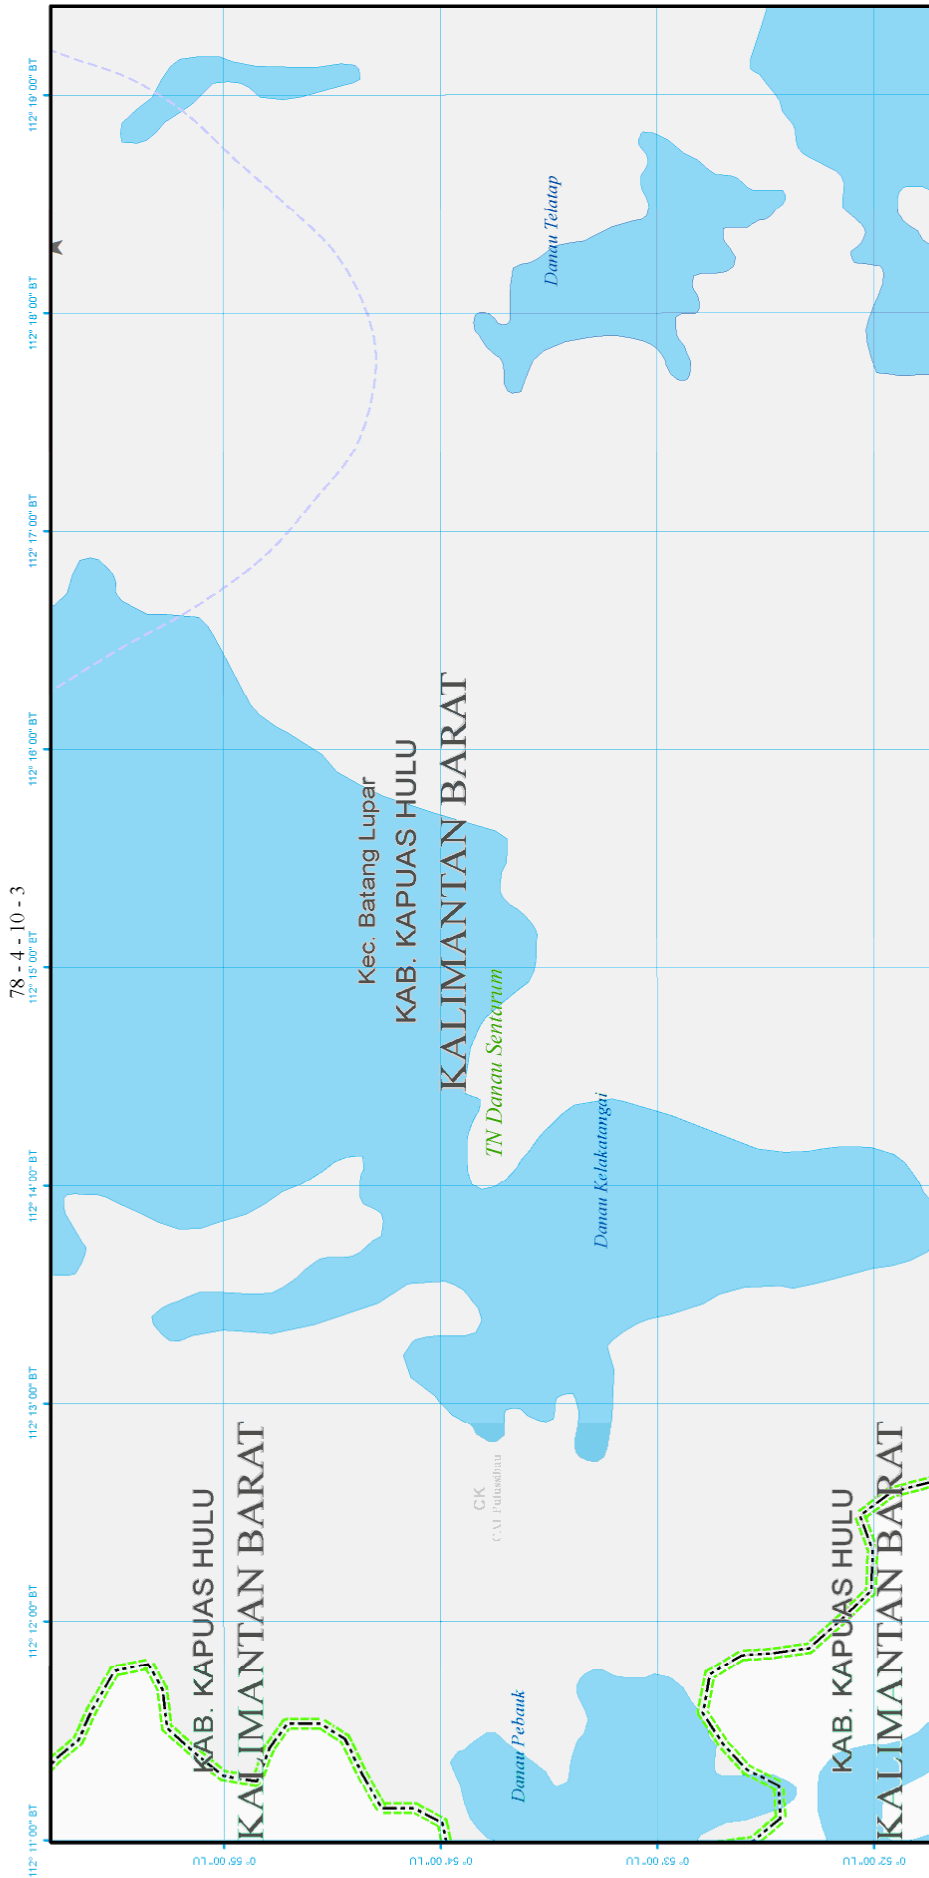 78 - 4 - 10 - 3
112° 11' 00" BT
112° 12' 00" BT
112° 13' 00" BT
112° 14' 00" BT
112° 15' 00" BT
112° 16' 00" BT
112° 17' 00" BT
112° 18' 00" BT
112° 19' 00" BT
KAB. KAPUAS HULU
KALIMANTAN BARAT
Kec. Batang Lupar
KAB. KAPUAS HULU
KALIMANTAN BARAT
TN Danau Sentarum
Danau Kelakatangai
Danau Telatap
CK
Danau Pebauk
KAB. KAPUAS HULU
KALIMANTAN BARAT
0° 55' 00" LU
0° 54' 00" LU
0° 53' 00" LU
0° 52' 00" LU